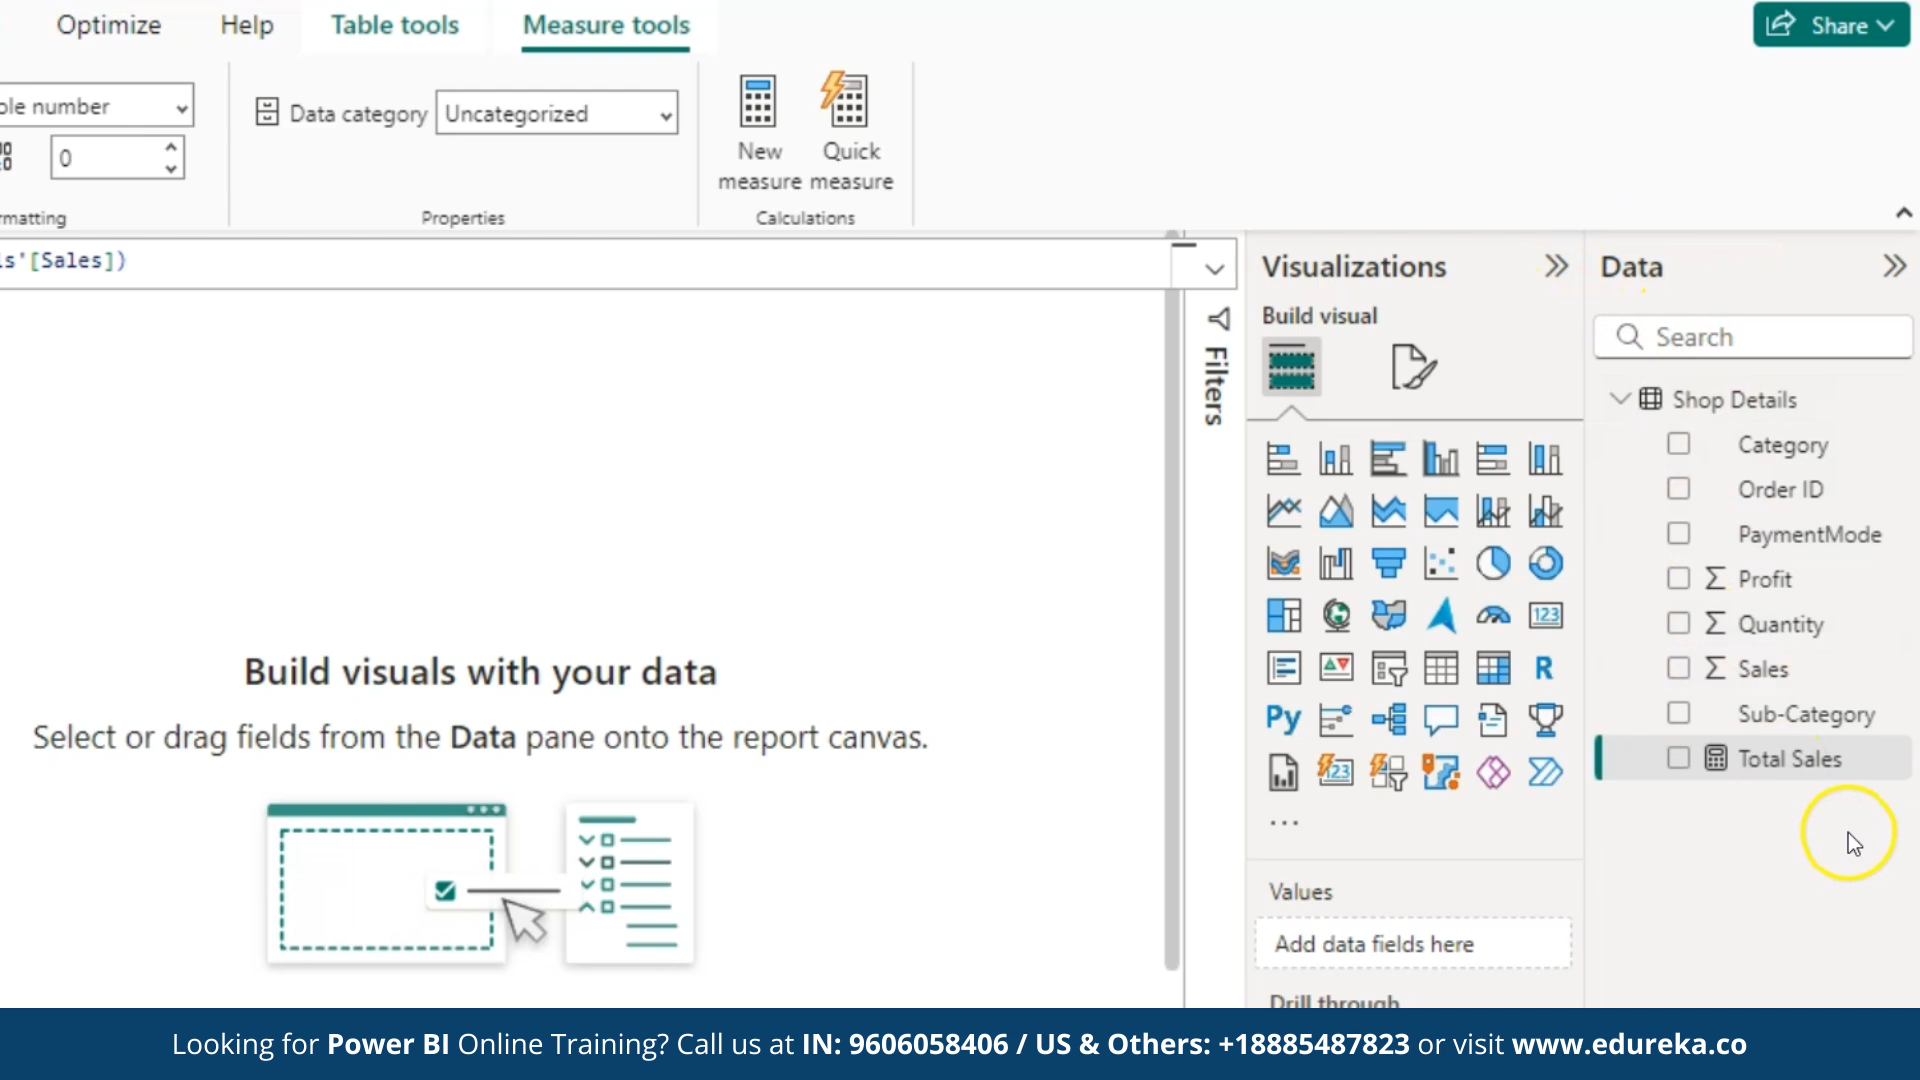 Optimize
Help
Table tools
Measure tools
Share
ole number
Data category
Uncategorized
0
New
measure
Quick
measure
rmatting
Properties
Calculations
ls'[Sales])
Visualizations
Data
Build visual
Search
Filters
Shop Details
Category
Order ID
PaymentMode
Profit
Quantity
Sales
Sub-Category
Total Sales
123
R
Py
123
...
Build visuals with your data
Select or drag fields from the Data pane onto the report canvas.
Values
Add data fields here
Drill through
Looking for Power BI Online Training? Call us at IN: 9606058406 / US & Others: +18885487823 or visit www.edureka.co